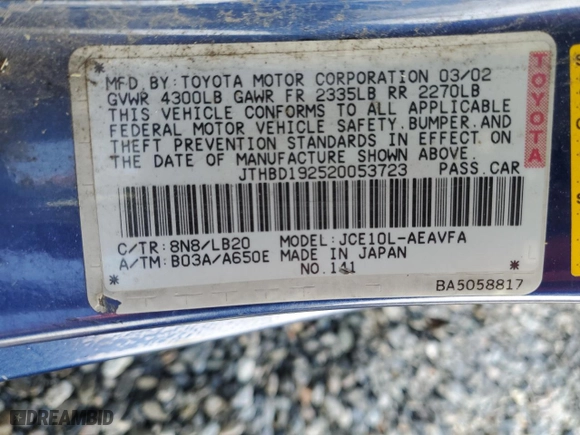 MFD. BY: TOYOTA MOTOR CORPORATION 03/02
GVWR 4300LB GAWR FR 2335LB RR 2270LB
THIS VEHICLE CONFORMS TO ALL APPLICABLE
FEDERAL MOTOR VEHICLE SAFETY, BUMPER, AND
THEFT PREVENTION STANDARDS IN EFFECT ON
THE DATE OF MANUFACTURE SHOWN ABOVE.
JTHBD192520053723 PASS. CAR
C/TR: 8N8/LB20 MODEL: JCE10L-AEAVFA
A/TM: B03A/A650E MADE IN JAPAN
NO. 141
BA5058817
TOYOTA
TOYOTA
DREAMBID